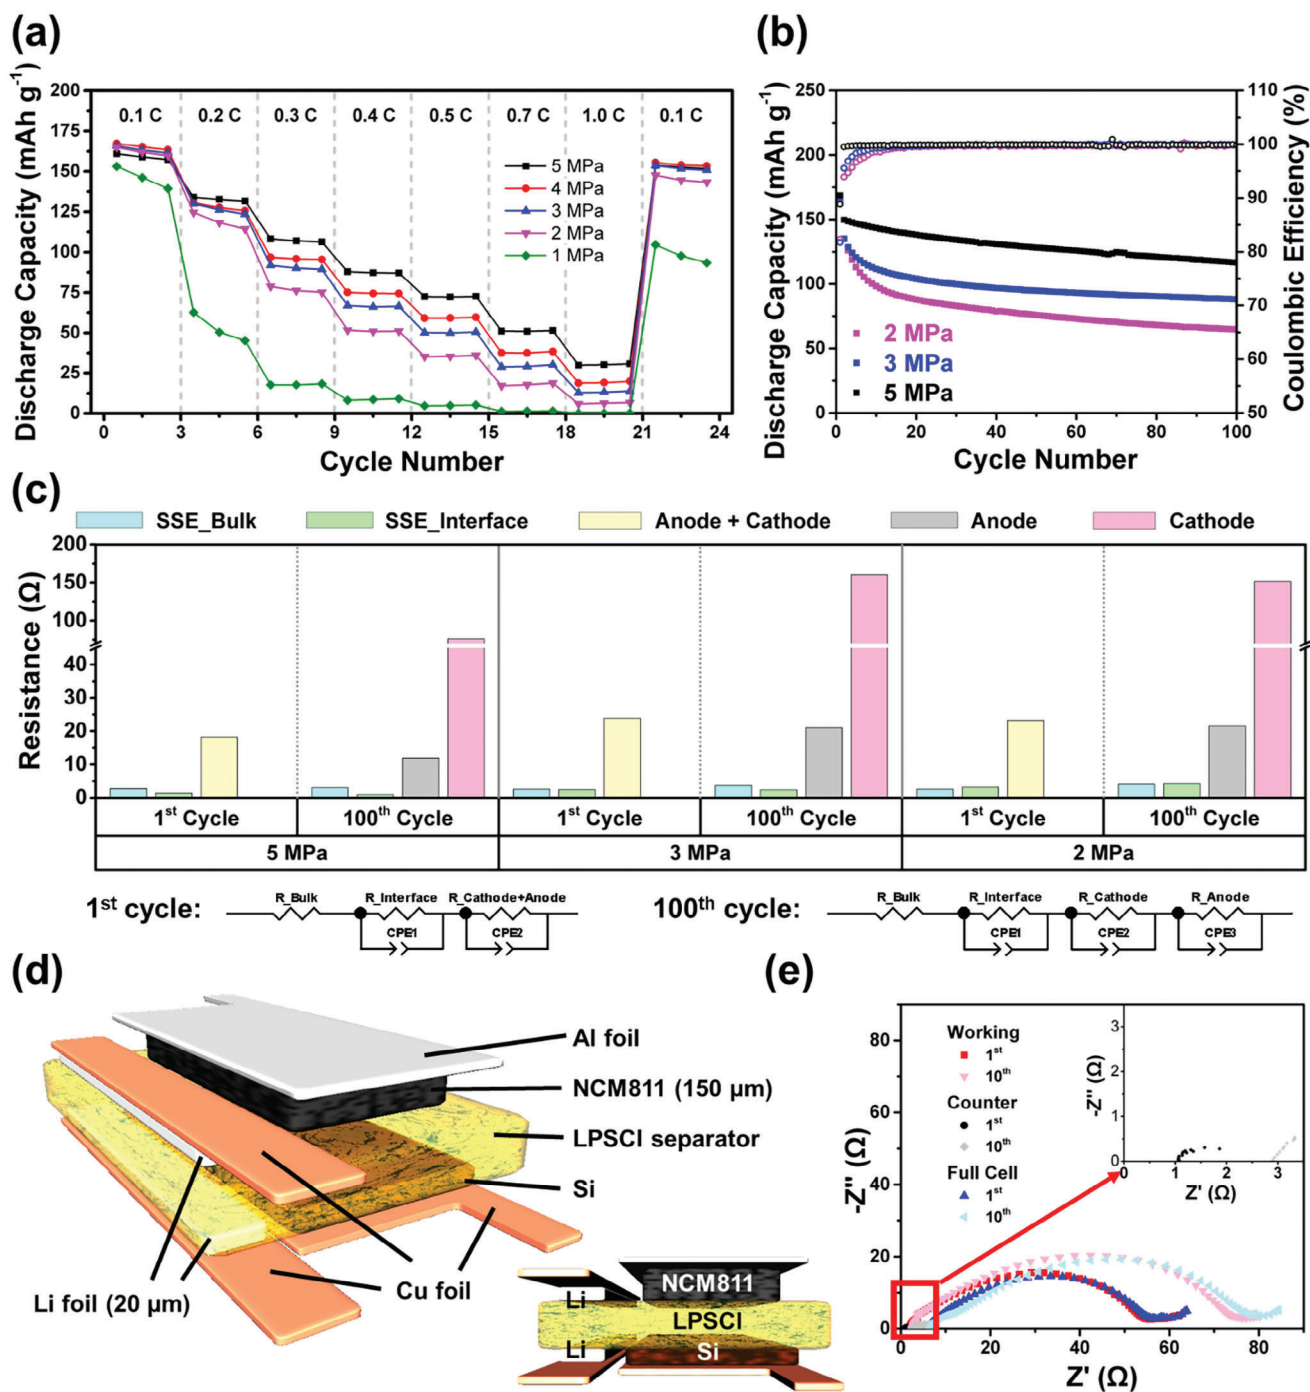 (a)
Discharge Capacity (mAh g⁻¹)
200
175
150
125
100
75
50
25
0
0.1 C 0.2 C 0.3 C 0.4 C 0.5 C 0.7 C 1.0 C 0.1 C
5 MPa
4 MPa
3 MPa
2 MPa
1 MPa
0 3 6 9 12 15 18 21 24
Cycle Number
(b)
Discharge Capacity (mAh g⁻¹)
250
200
150
100
50
0
2 MPa
3 MPa
5 MPa
110
100
90
80
70
60
50
Coulombic Efficiency (%)
0 20 40 60 80 100
Cycle Number
(c)
SSE_Bulk SSE_Interface Anode + Cathode Anode Cathode
Resistance (Ω)
200
150
100
40
30
20
10
0
1st Cycle 100th Cycle 1st Cycle 100th Cycle 1st Cycle 100th Cycle
5 MPa 3 MPa 2 MPa
1st cycle:
R_Bulk R_Interface R_Cathode+Anode
CPE1 CPE2
100th cycle:
R_Bulk R_Interface R_Cathode R_Anode
CPE1 CPE2 CPE3
(d)
Al foil
NCM811 (150 μm)
LPSCl separator
Si
Cu foil
Li foil (20 μm)
NCM811
Li
LPSCl
Li
Si
(e)
-Z'' (Ω)
80
60
40
20
0
Working
1st
10th
Counter
1st
10th
Full Cell
1st
10th
-Z'' (Ω)
3
2
1
0
0 1 2 3
Z' (Ω)
0 20 40 60 80
Z' (Ω)